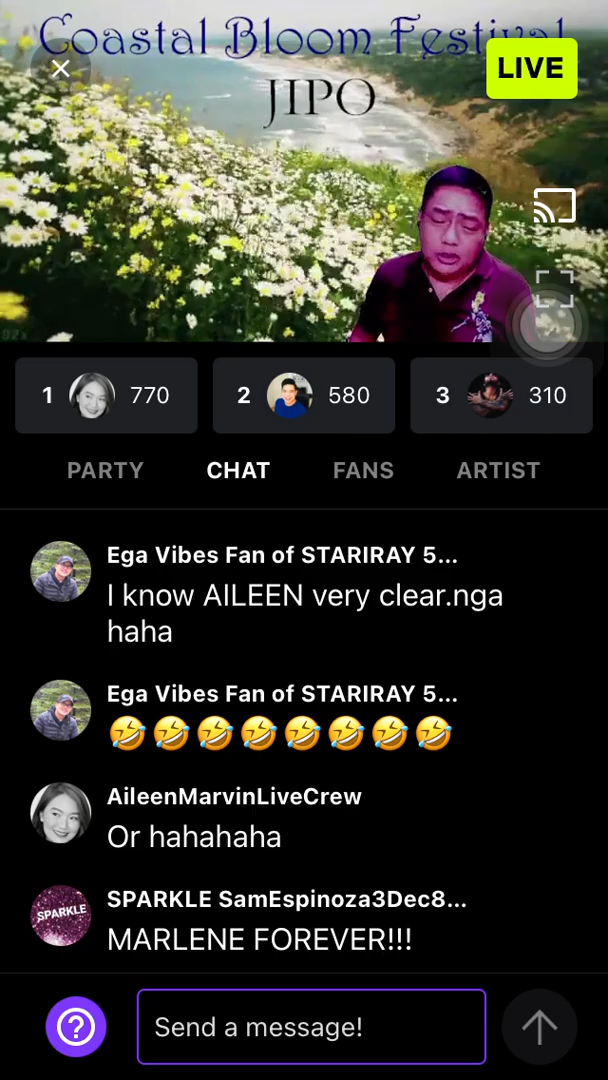 Coastal Bloom Festival
JIPO
LIVE
1 770 2 580 3 310
PARTY CHAT FANS ARTIST
Ega Vibes Fan of STARIRAY 5...
I know AILEEN very clear.nga
haha
Ega Vibes Fan of STARIRAY 5...
🤣🤣🤣🤣🤣🤣🤣🤣
AileenMarvinLiveCrew
Or hahahaha
SPARKLE
SPARKLE SamEspinoza3Dec8...
MARLENE FOREVER!!!
Send a message!